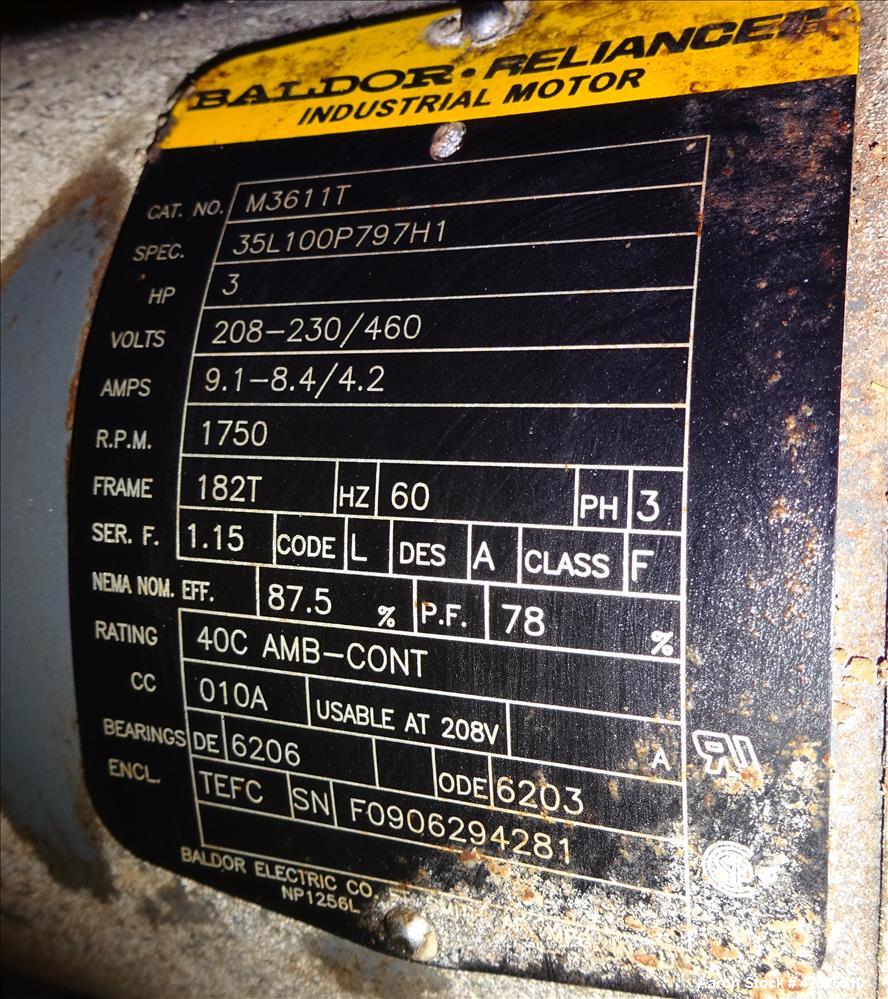 BALDOR • RELIANCER
INDUSTRIAL MOTOR
CAT. NO. M3611T
SPEC. 35L100P797H1
HP 3
VOLTS 208-230/460
AMPS 9.1-8.4/4.2
R.P.M. 1750
FRAME 182T HZ 60 PH 3
SER. F. 1.15 CODE L DES A CLASS F
NEMA NOM. EFF. 87.5 % P.F. 78 %
RATING 40C AMB-CONT
CC 010A USABLE AT 208V A
BEARINGS DE 6206 ODE 6203
ENCL. TEFC SN F0906294281
BALDOR ELECTRIC CO.
NP1256L
Aaron Stock #